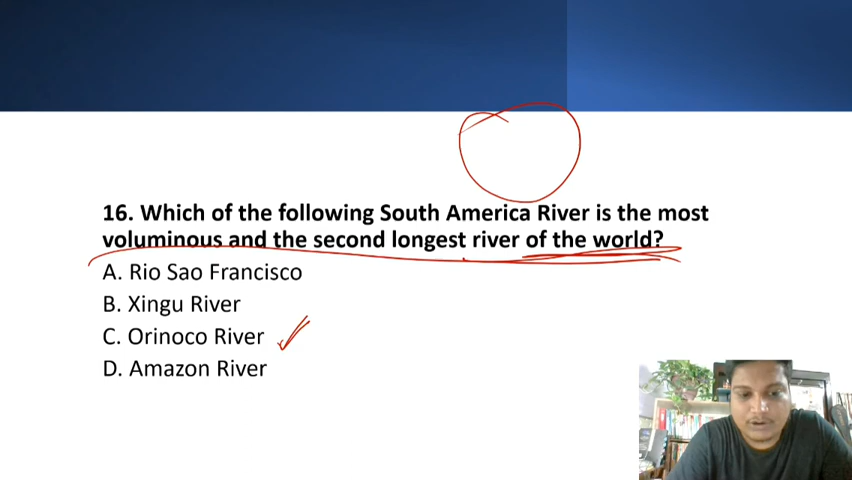 16. Which of the following South America River is the most
voluminous and the second longest river of the world?
A. Rio Sao Francisco
B. Xingu River
C. Orinoco River
D. Amazon River